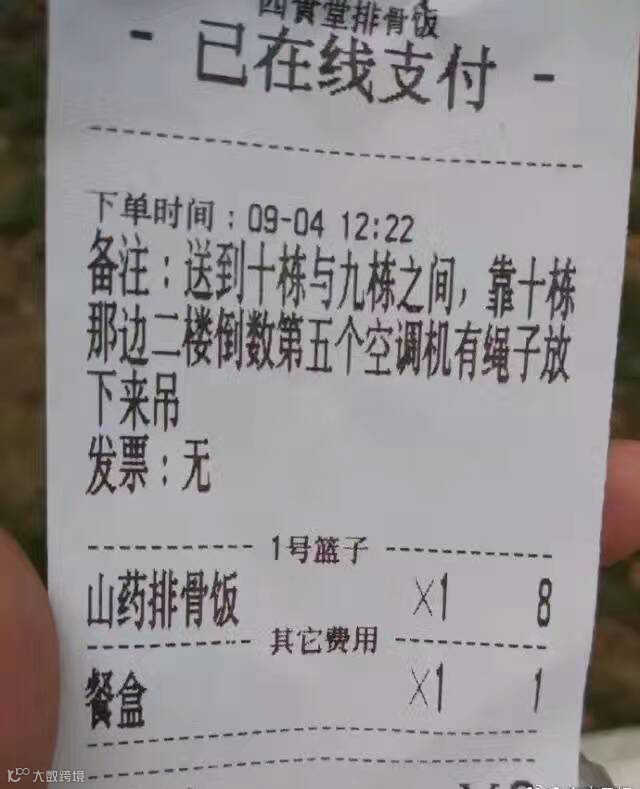 四食堂排骨饭
- 已在线支付 -
下单时间：09-04 12:22
备注：送到十栋与九栋之间，靠十栋
那边二楼倒数第五个空调机有绳子放
下来吊
发票：无
1号篮子
山药排骨饭 X1 8
其它费用
餐盒 X1 1
大数跨境